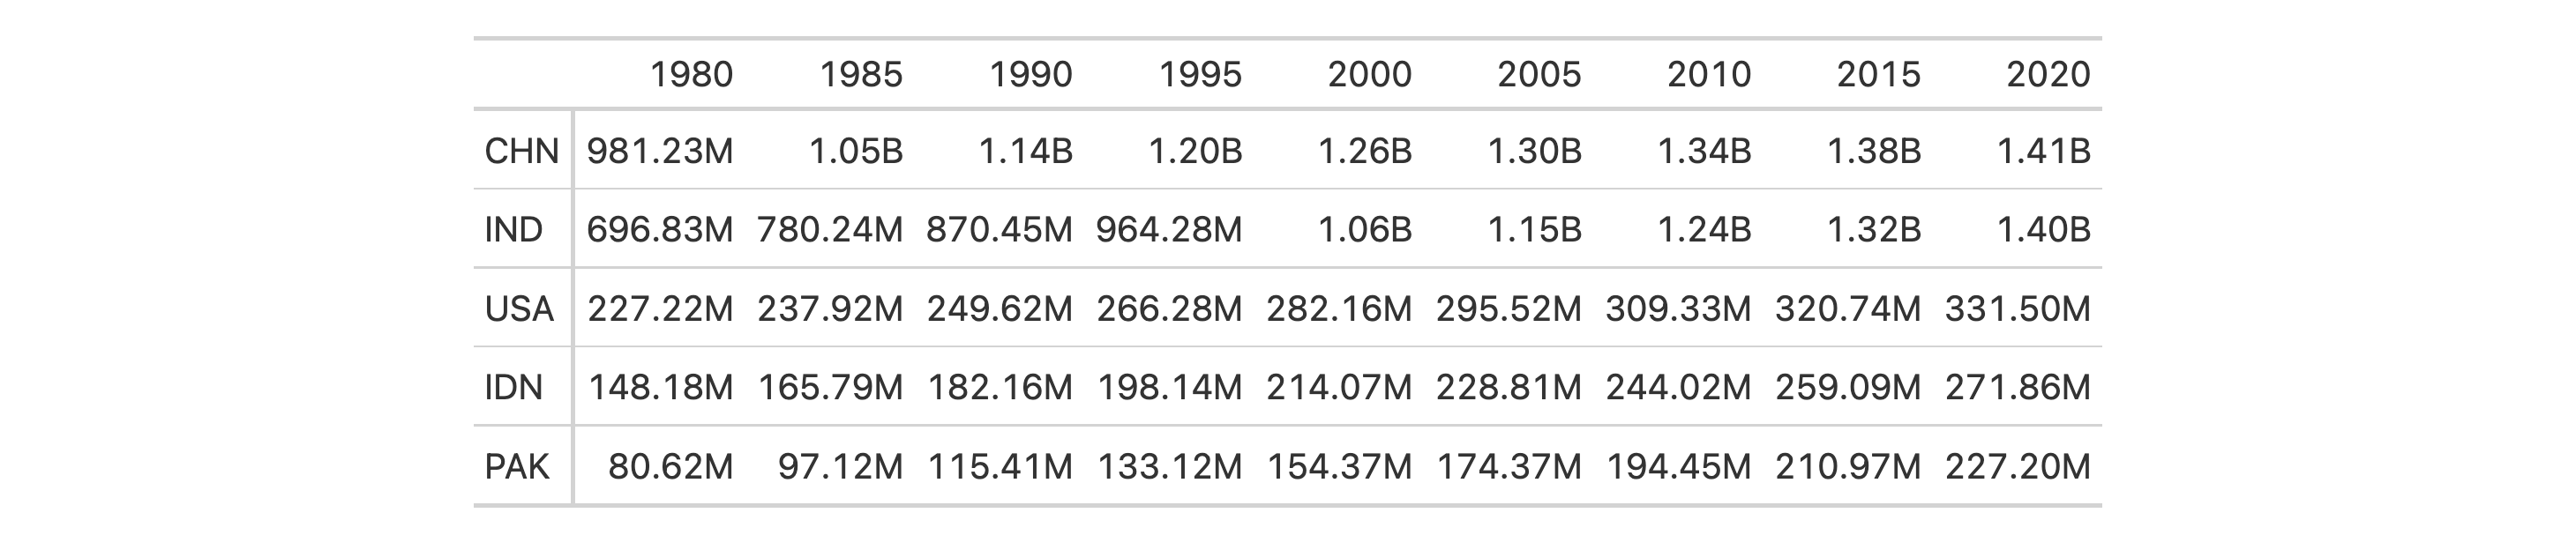 1980 1985 1990 1995 2000 2005 2010 2015 2020
CHN 981.23M 1.05B 1.14B 1.20B 1.26B 1.30B 1.34B 1.38B 1.41B
IND 696.83M 780.24M 870.45M 964.28M 1.06B 1.15B 1.24B 1.32B 1.40B
USA 227.22M 237.92M 249.62M 266.28M 282.16M 295.52M 309.33M 320.74M 331.50M
IDN 148.18M 165.79M 182.16M 198.14M 214.07M 228.81M 244.02M 259.09M 271.86M
PAK 80.62M 97.12M 115.41M 133.12M 154.37M 174.37M 194.45M 210.97M 227.20M